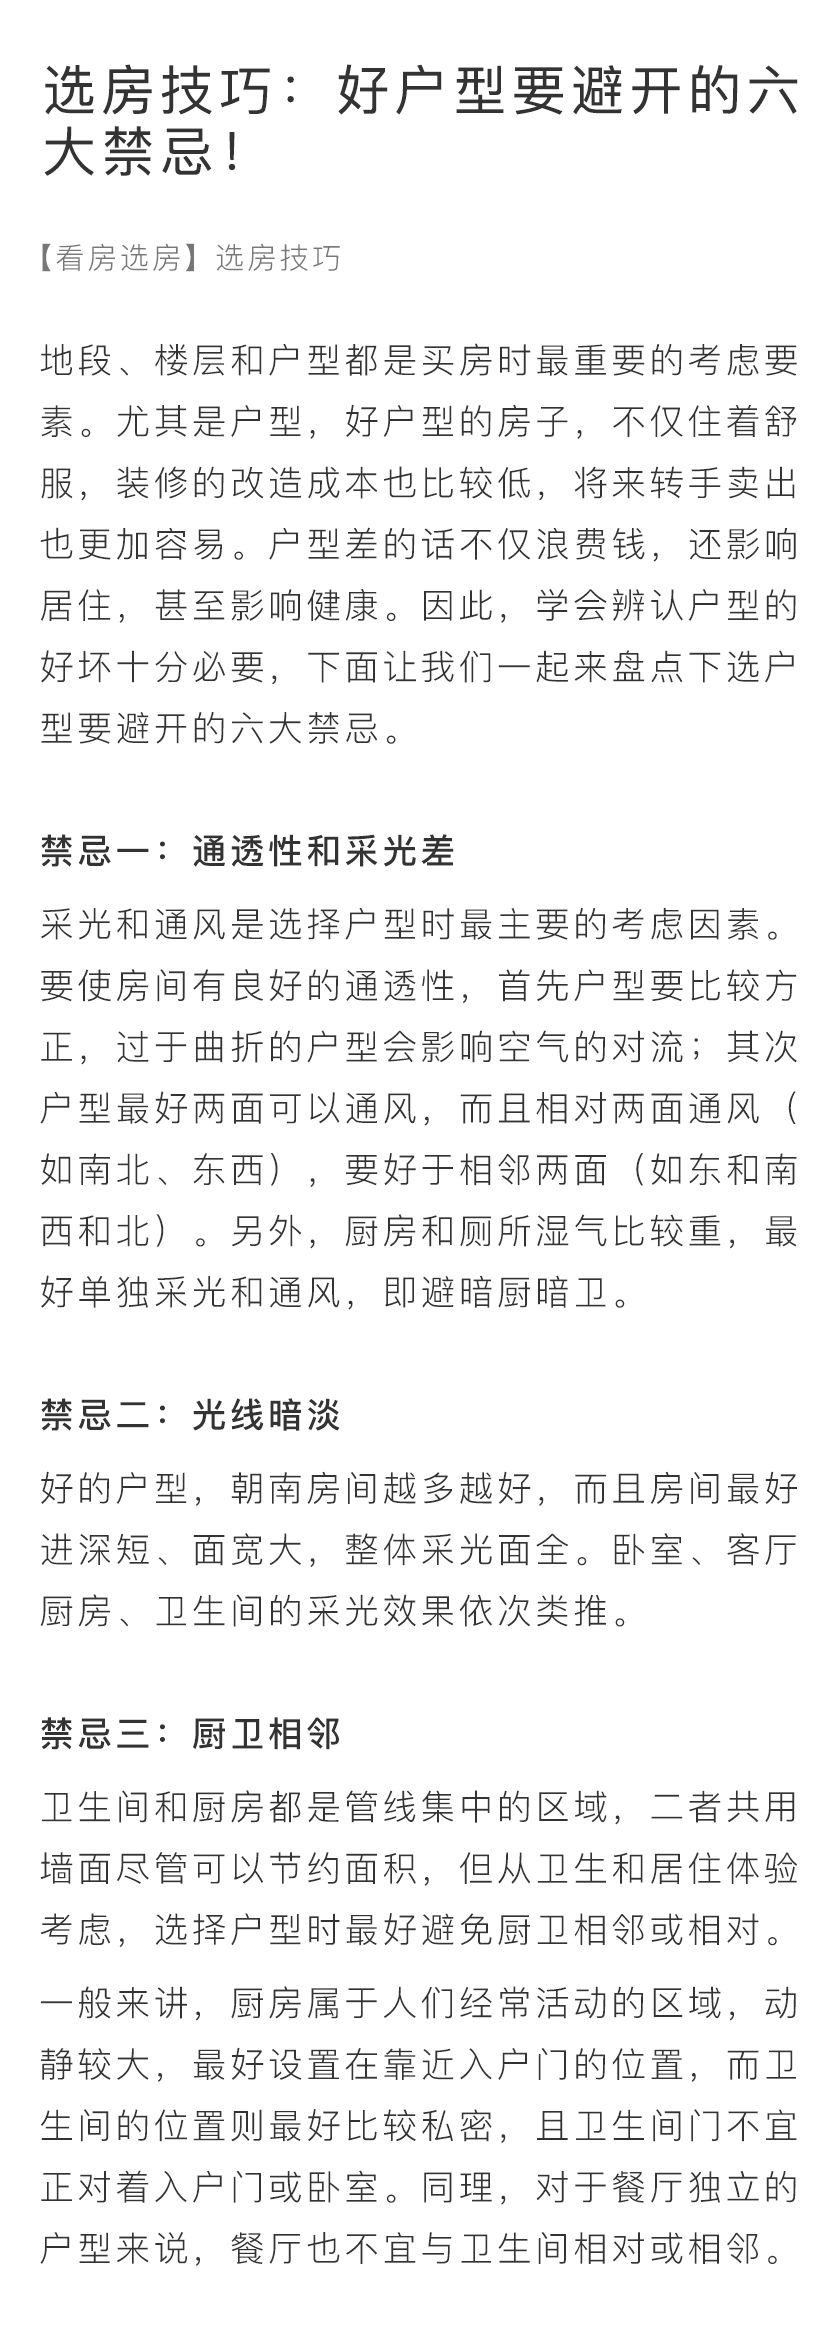 选房技巧：好户型要避开的六
大禁忌！
【看房选房】选房技巧
地段、楼层和户型都是买房时最重要的考虑要
素。尤其是户型，好户型的房子，不仅住着舒
服，装修的改造成本也比较低，将来转手卖出
也更加容易。户型差的话不仅浪费钱，还影响
居住，甚至影响健康。因此，学会辨认户型的
好坏十分必要，下面让我们一起来盘点下选户
型要避开的六大禁忌。
禁忌一：通透性和采光差
采光和通风是选择户型时最主要的考虑因素。
要使房间有良好的通透性，首先户型要比较方
正，过于曲折的户型会影响空气的对流；其次
户型最好两面可以通风，而且相对两面通风（
如南北、东西），要好于相邻两面（如东和南
西和北）。另外，厨房和厕所湿气比较重，最
好单独采光和通风，即避暗厨暗卫。
禁忌二：光线暗淡
好的户型，朝南房间越多越好，而且房间最好
进深短、面宽大，整体采光面全。卧室、客厅
厨房、卫生间的采光效果依次类推。
禁忌三：厨卫相邻
卫生间和厨房都是管线集中的区域，二者共用
墙面尽管可以节约面积，但从卫生和居住体验
考虑，选择户型时最好避免厨卫相邻或相对。
一般来讲，厨房属于人们经常活动的区域，动
静较大，最好设置在靠近入户门的位置，而卫
生间的位置则最好比较私密，且卫生间门不宜
正对着入户门或卧室。同理，对于餐厅独立的
户型来说，餐厅也不宜与卫生间相对或相邻。